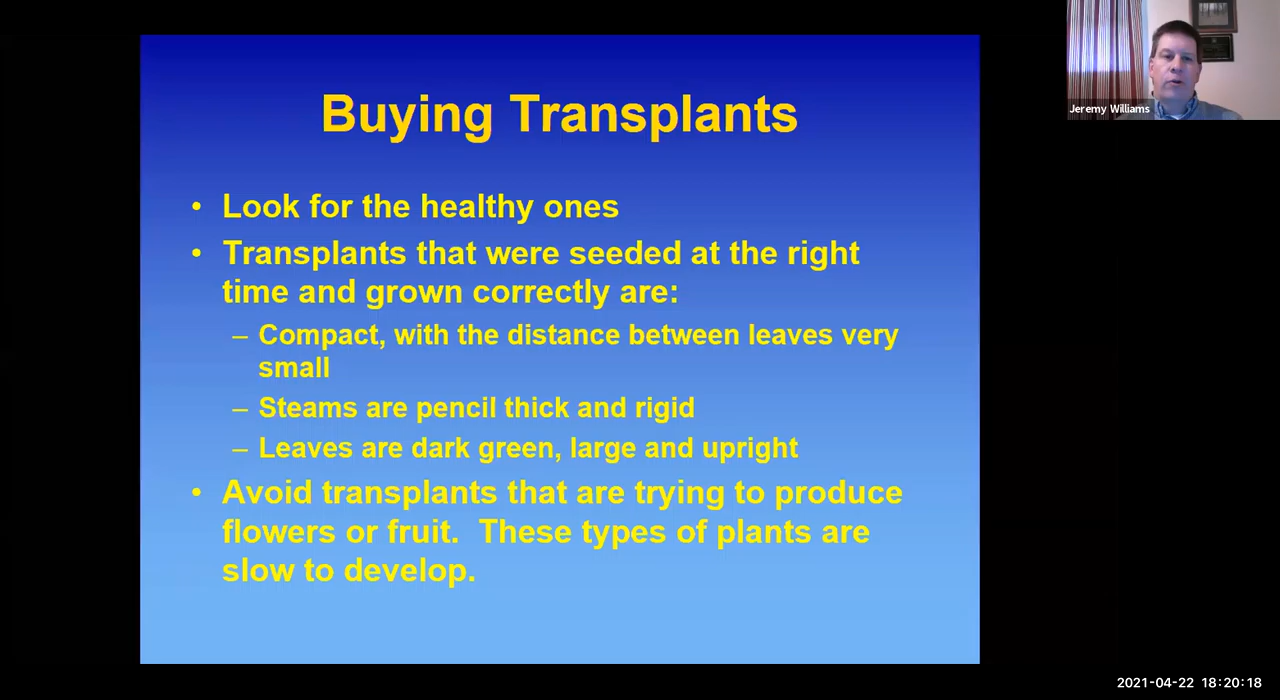 Buying Transplants
• Look for the healthy ones
• Transplants that were seeded at the right
time and grown correctly are:
– Compact, with the distance between leaves very
small
– Steams are pencil thick and rigid
– Leaves are dark green, large and upright
• Avoid transplants that are trying to produce
flowers or fruit.  These types of plants are
slow to develop.
Jeremy Williams
2021-04-22 18:20:18